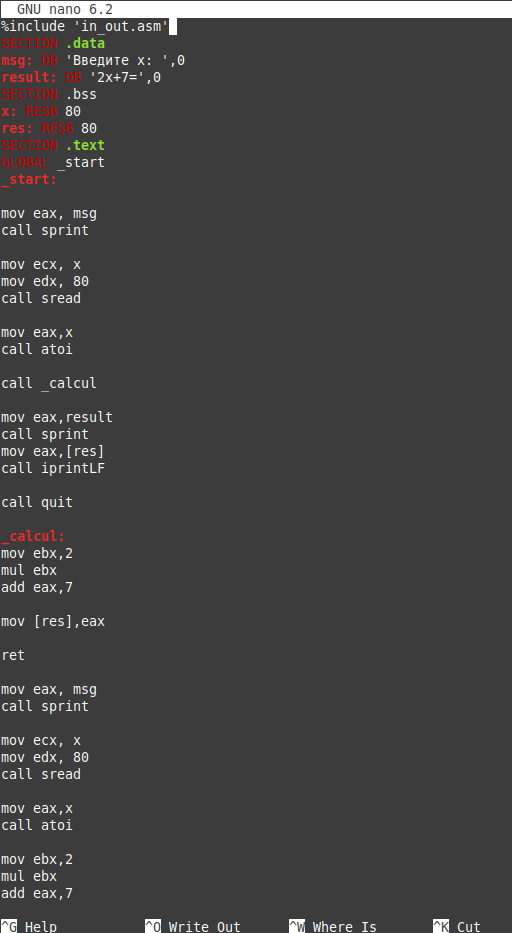 GNU nano 6.2
%include 'in_out.asm'
SECTION .data
msg: DB 'Введите x: ',0
result: DB '2x+7=',0
SECTION .bss
x: RESB 80
res: RESB 80
SECTION .text
GLOBAL _start
_start:
mov eax, msg
call sprint
mov ecx, x
mov edx, 80
call sread
mov eax,x
call atoi
call _calcul
mov eax,result
call sprint
mov eax,[res]
call iprintLF
call quit
_calcul:
mov ebx,2
mul ebx
add eax,7
mov [res],eax
ret
mov eax, msg
call sprint
mov ecx, x
mov edx, 80
call sread
mov eax,x
call atoi
mov ebx,2
mul ebx
add eax,7
^G Help ^O Write Out ^W Where Is ^K Cut